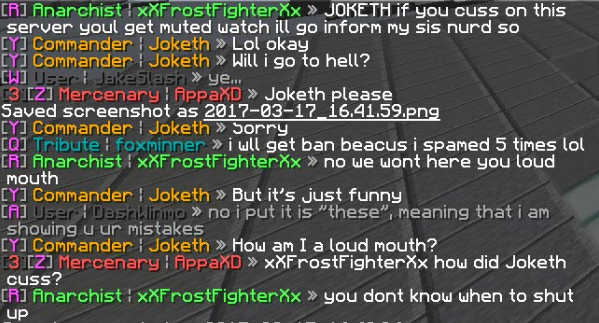 [R] Anarchist ¦ xXFrostFighterXx » JOKETH if you cuss on this
server youl get muted watch ill go inform my sis nurd so
[Y] Commander ¦ Joketh » Lol okay
[Y] Commander ¦ Joketh » Will i go to hell?
[W] User ¦ JakeSlash » ye...
[3][Z] Mercenary ¦ AppaXD » Joketh please
Saved screenshot as 2017-03-17_16.41.59.png
[Y] Commander ¦ Joketh » Sorry
[Q] Tribute ¦ foxminner » i wll get ban beacus i spamed 5 times lol
[R] Anarchist ¦ xXFrostFighterXx » no we wont here you loud
mouth
[Y] Commander ¦ Joketh » But it's just funny
[A] User ¦ Dashkinmo » no i put it is "these", meaning that i am
showing u ur mistakes
[Y] Commander ¦ Joketh » How am I a loud mouth?
[3][Z] Mercenary ¦ AppaXD » xXFrostFighterXx how did Joketh
cuss?
[R] Anarchist ¦ xXFrostFighterXx » you dont know when to shut
up